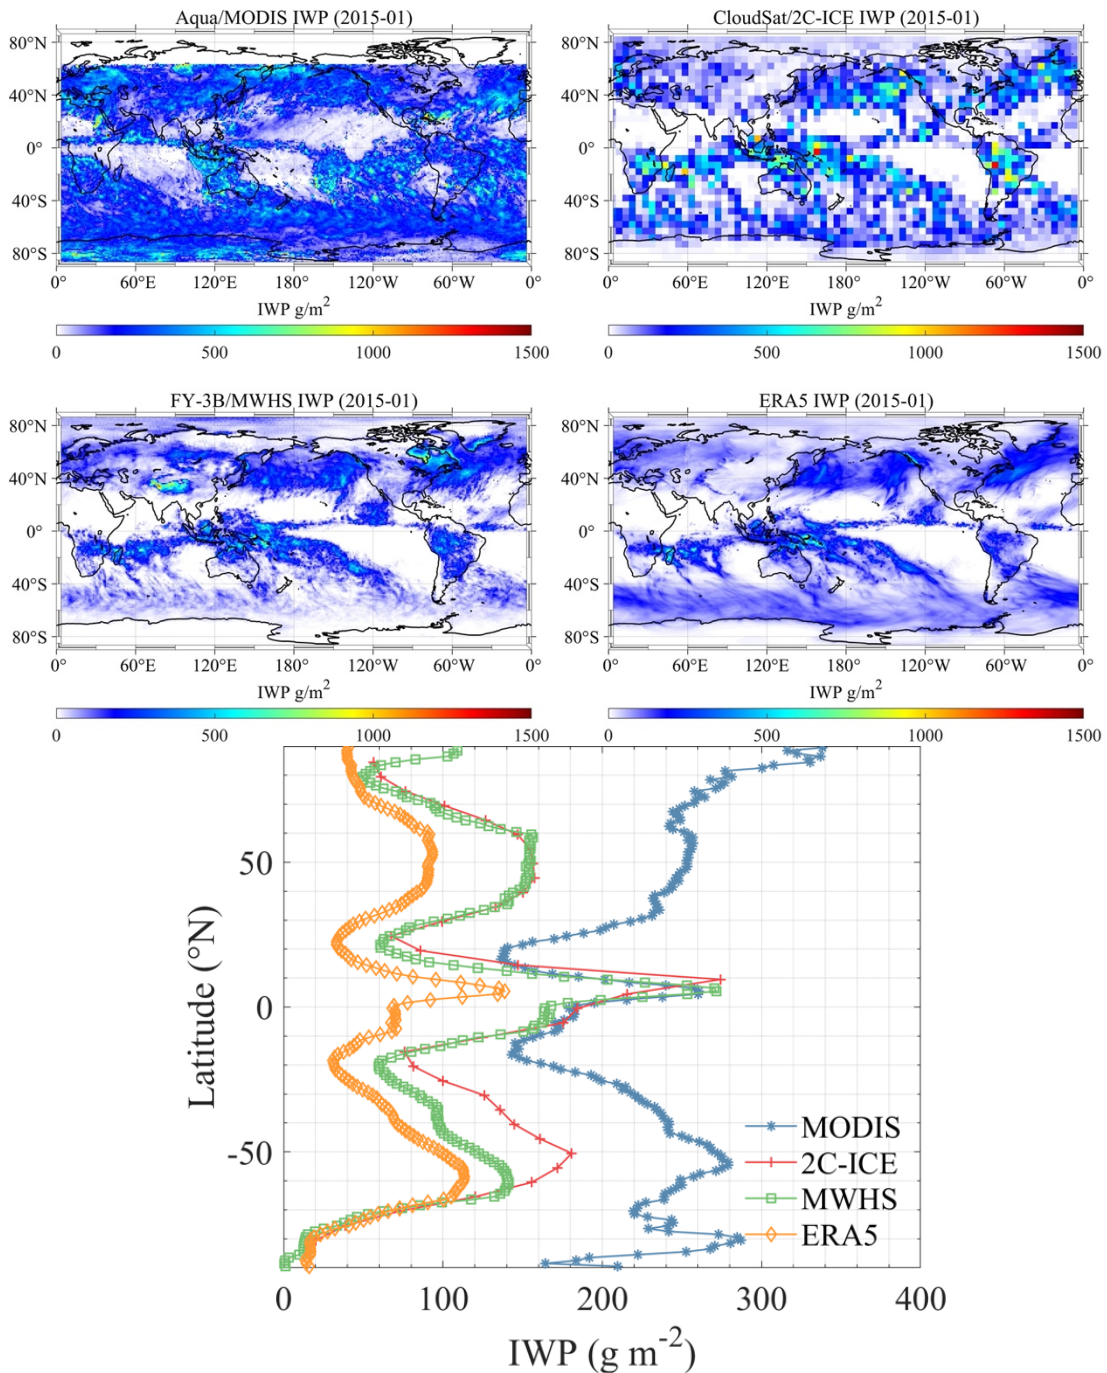 Aqua/MODIS IWP (2015-01)
CloudSat/2C-ICE IWP (2015-01)
80°N
40°N
0°
40°S
80°S
0° 60°E 120°E 180°E 120°W 60°W 0°
IWP g/m2
0 500 1000 1500
80°N
40°N
0°
40°S
80°S
0° 60°E 120°E 180°E 120°W 60°W 0°
IWP g/m2
0 500 1000 1500
FY-3B/MWHS IWP (2015-01)
ERA5 IWP (2015-01)
80°N
40°N
0°
40°S
80°S
0° 60°E 120°E 180°E 120°W 60°W 0°
IWP g/m2
0 500 1000 1500
80°N
40°N
0°
40°S
80°S
0° 60°E 120°E 180°E 120°W 60°W 0°
IWP g/m2
0 500 1000 1500
Latitude (°N)
50
0
-50
MODIS
2C-ICE
MWHS
ERA5
0 100 200 300 400
IWP (g m-2)